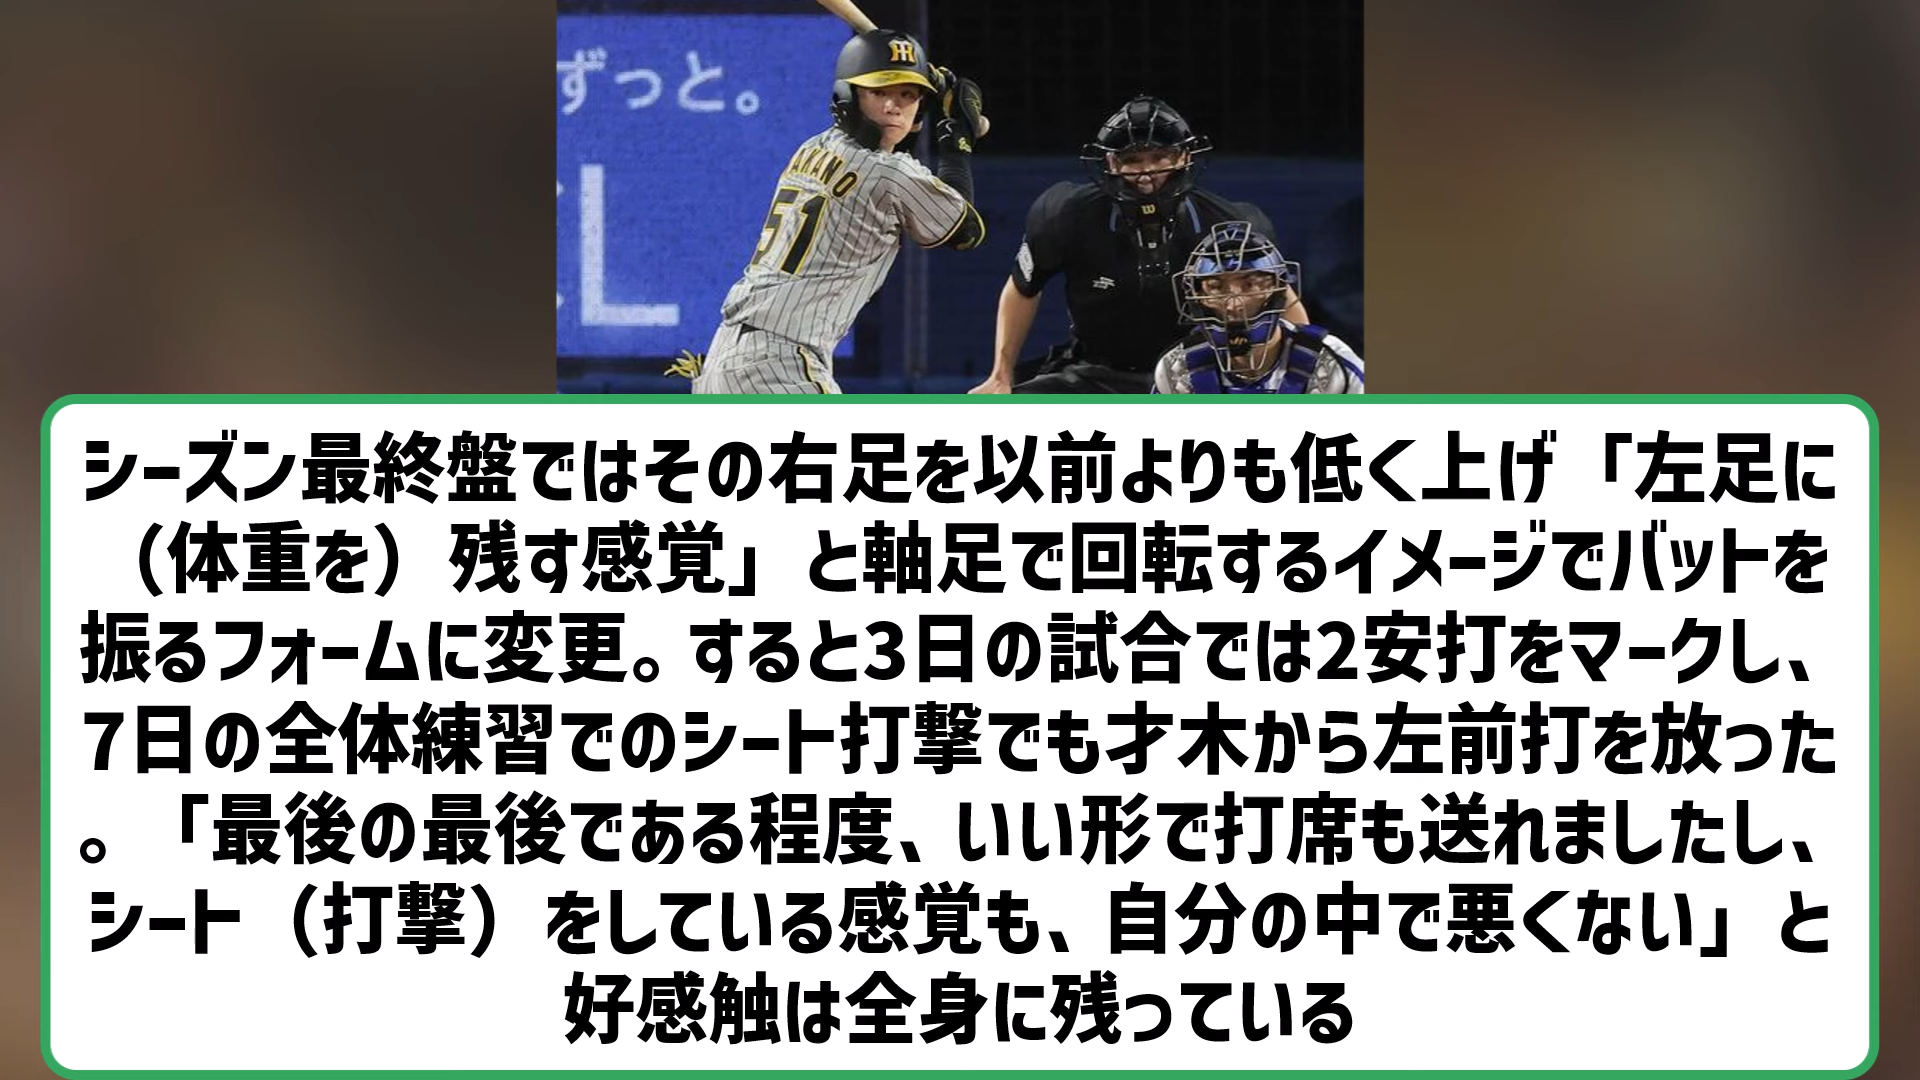 ずっと。
L
AKANO
51
シーズン最終盤ではその右足を以前よりも低く上げ「左足に
（体重を）残す感覚」と軸足で回転するイメージでバットを
振るフォームに変更。すると3日の試合では2安打をマークし、
7日の全体練習でのシート打撃でも才木から左前打を放った
。「最後の最後である程度、いい形で打席も送れましたし、
シート（打撃）をしている感覚も、自分の中で悪くない」と
好感触は全身に残っている